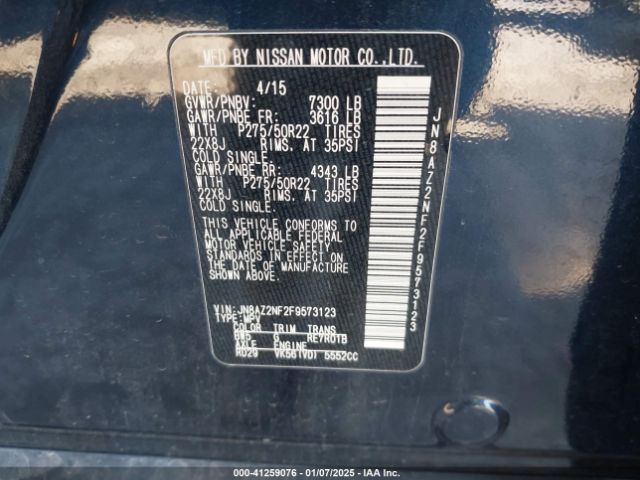 MFD BY NISSAN MOTOR CO.,LTD.
DATE: 4/15
GVWR/PNBV: 7300 LB
GAWR/PNBE FR: 3616 LB
WITH P275/50R22 TIRES
22X8J RIMS. AT 35PSI
COLD SINGLE.
GAWR/PNBE RR: 4343 LB
WITH P275/50R22 TIRES
22X8J RIMS. AT 35PSI
COLD SINGLE.
THIS VEHICLE CONFORMS TO
ALL APPLICABLE FEDERAL
MOTOR VEHICLE SAFETY
STANDARDS IN EFFECT ON
THE DATE OF MANUFACTURE
SHOWN ABOVE.
VIN: JN8AZ2NF2F9573123
TYPE: MPV
COLOR TRIM TRANS
BW5 G RE7R01B
AXLE ENGINE
RD29 VK56(VD) 5552CC
JN8AZ2NF2F9573123
000-41259076 — 01/07/2025 — IAA Inc.